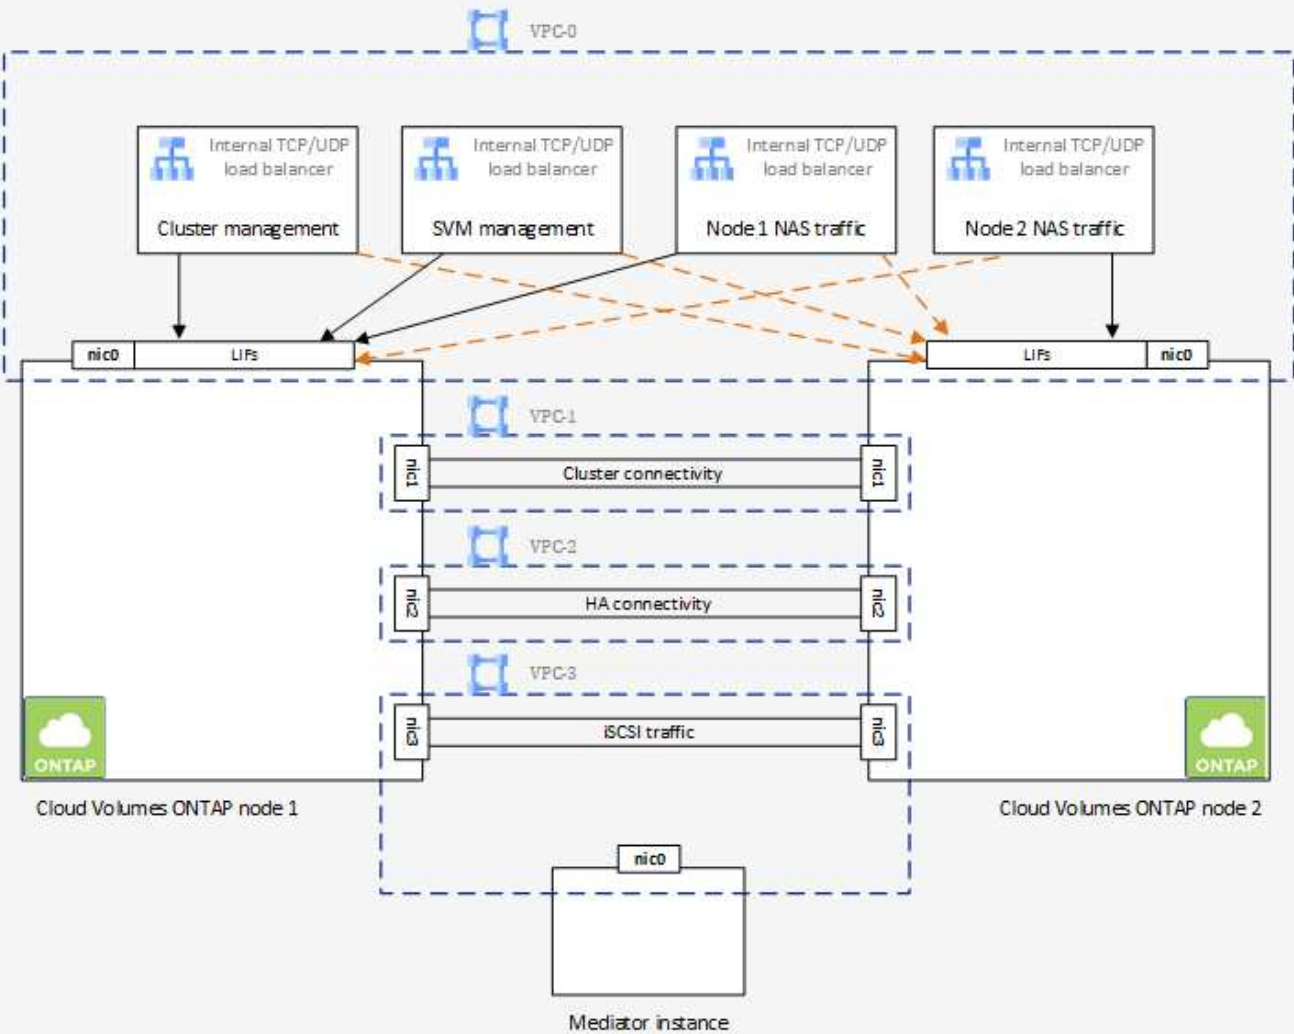 VPC-0
Internal TCP/UDP
load balancer
Cluster management
Internal TCP/UDP
load balancer
SVM management
Internal TCP/UDP
load balancer
Node 1 NAS traffic
Internal TCP/UDP
load balancer
Node 2 NAS traffic
nic0
LIFs
LIFs
nic0
VPC-1
nic1
Cluster connectivity
nic1
VPC-2
nic2
HA connectivity
nic2
VPC-3
nic3
iSCSI traffic
nic3
ONTAP
ONTAP
Cloud Volumes ONTAP node 1
Cloud Volumes ONTAP node 2
nic0
Mediator instance